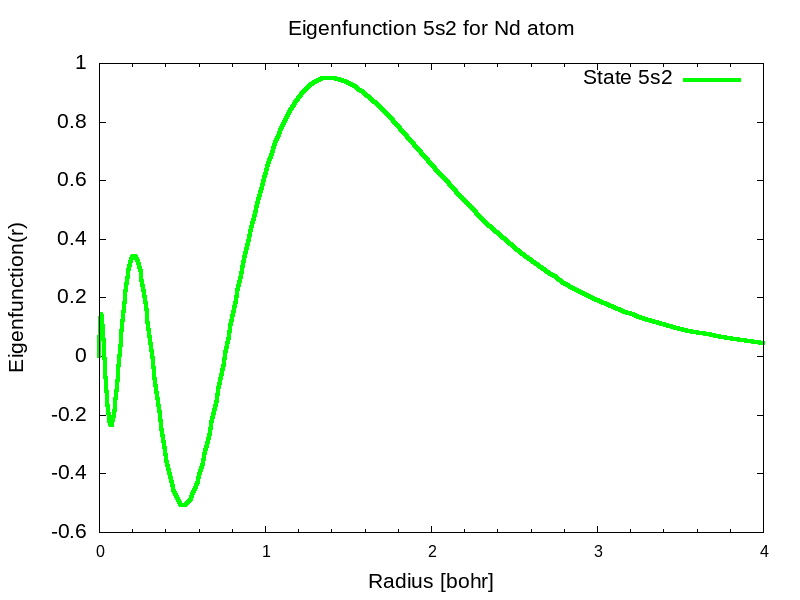 Eigenfunction 5s2 for Nd atom
State 5s2
Eigenfunction(r)
1
0.8
0.6
0.4
0.2
0
-0.2
-0.4
-0.6
0 1 2 3 4
Radius [bohr]